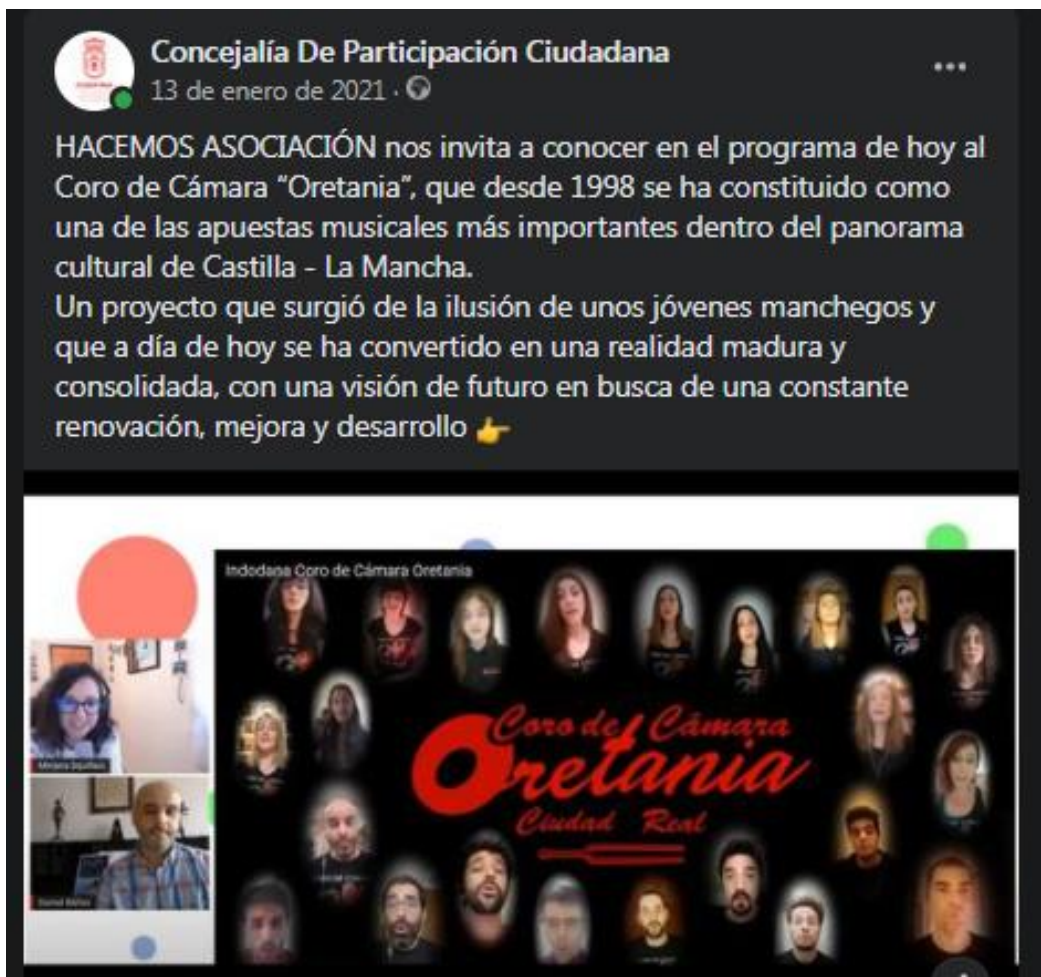 Concejalía De Participación Ciudadana
13 de enero de 2021 ·
HACEMOS ASOCIACIÓN nos invita a conocer en el programa de hoy al
Coro de Cámara “Oretania”, que desde 1998 se ha constituido como
una de las apuestas musicales más importantes dentro del panorama
cultural de Castilla - La Mancha.
Un proyecto que surgió de la ilusión de unos jóvenes manchegos y
que a día de hoy se ha convertido en una realidad madura y
consolidada, con una visión de futuro en busca de una constante
renovación, mejora y desarrollo 👉
Indodana Coro de Cámara Oretania
Coro de Cámara
Oretania
Ciudad Real